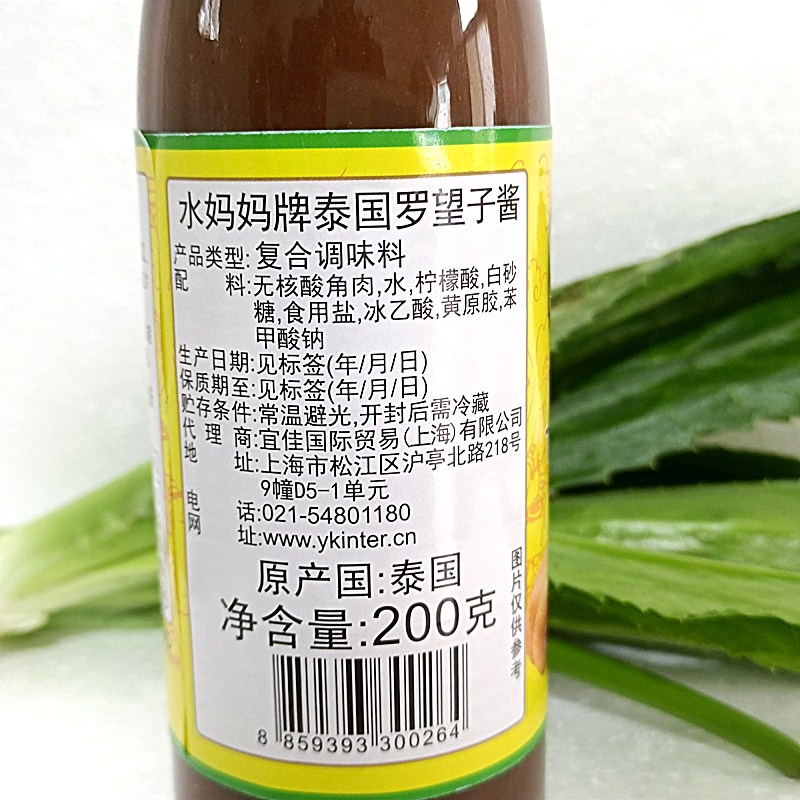 水妈妈牌泰国罗望子酱
产品类型:复合调味料
配 料:无核酸角肉,水,柠檬酸,白砂
糖,食用盐,冰乙酸,黄原胶,苯
甲酸钠
生产日期:见标签(年/月/日)
保质期至:见标签(年/月/日)
贮存条件:常温避光,开封后需冷藏
代 理 商:宜佳国际贸易(上海)有限公司
地 址:上海市松江区沪亭北路218号
9幢D5-1单元
电 话:021-54801180
网 址:www.ykinter.cn
原产国:泰国
净含量:200克
图片仅供参考
8 859393 300264